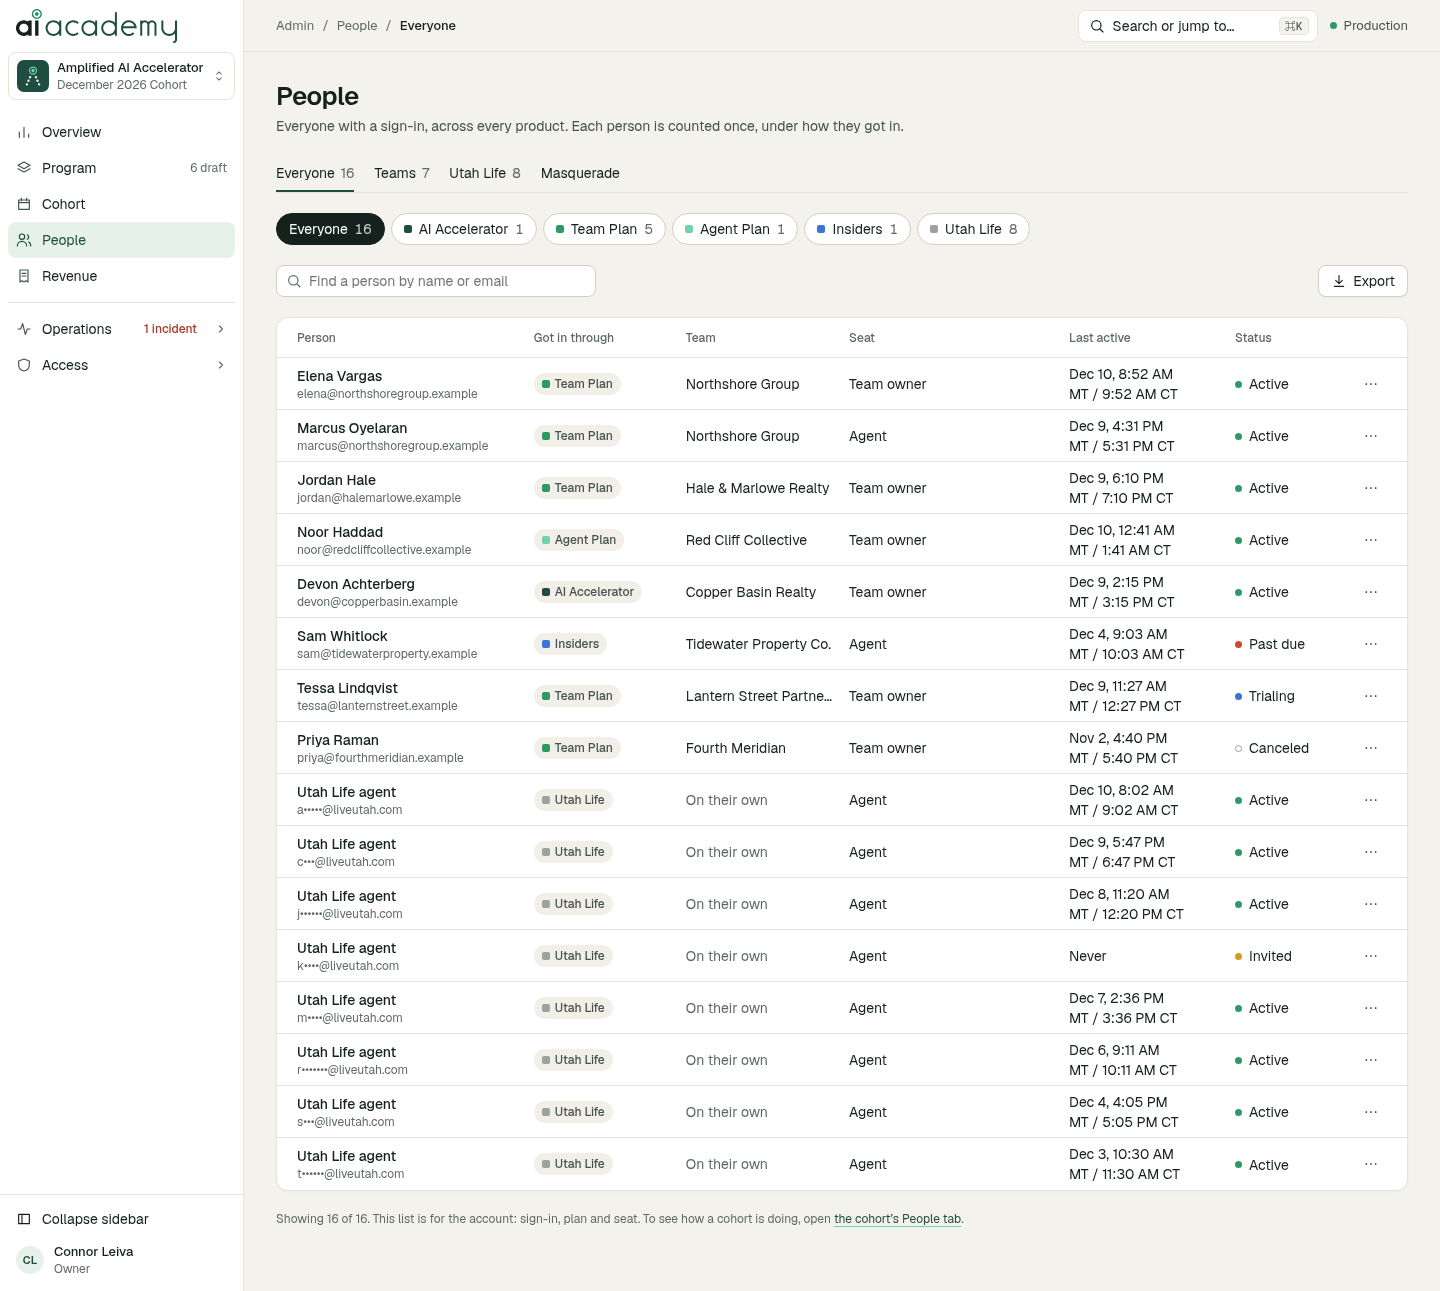 ai academy
Amplified AI Accelerator
December 2026 Cohort
Overview
Program 6 draft
Cohort
People
Revenue
Operations 1 incident
Access
Collapse sidebar
CL
Connor Leiva
Owner
Admin / People / Everyone
Search or jump to... ⌘K
Production
People
Everyone with a sign-in, across every product. Each person is counted once, under how they got in.
Everyone 16 Teams 7 Utah Life 8 Masquerade
Everyone 16 AI Accelerator 1 Team Plan 5 Agent Plan 1 Insiders 1 Utah Life 8
Find a person by name or email
Export
Person Got in through Team Seat Last active Status
Elena Vargas
elena@northshoregroup.example
Team Plan Northshore Group Team owner
Dec 10, 8:52 AM
MT / 9:52 AM CT
Active
Marcus Oyelaran
marcus@northshoregroup.example
Team Plan Northshore Group Agent
Dec 9, 4:31 PM
MT / 5:31 PM CT
Active
Jordan Hale
jordan@halemarlowe.example
Team Plan Hale & Marlowe Realty Team owner
Dec 9, 6:10 PM
MT / 7:10 PM CT
Active
Noor Haddad
noor@redcliffcollective.example
Agent Plan Red Cliff Collective Team owner
Dec 10, 12:41 AM
MT / 1:41 AM CT
Active
Devon Achterberg
devon@copperbasin.example
AI Accelerator Copper Basin Realty Team owner
Dec 9, 2:15 PM
MT / 3:15 PM CT
Active
Sam Whitlock
sam@tidewaterproperty.example
Insiders Tidewater Property Co. Agent
Dec 4, 9:03 AM
MT / 10:03 AM CT
Past due
Tessa Lindqvist
tessa@lanternstreet.example
Team Plan Lantern Street Partne... Team owner
Dec 9, 11:27 AM
MT / 12:27 PM CT
Trialing
Priya Raman
priya@fourthmeridian.example
Team Plan Fourth Meridian Team owner
Nov 2, 4:40 PM
MT / 5:40 PM CT
Canceled
Utah Life agent
a•••••@liveutah.com
Utah Life On their own Agent
Dec 10, 8:02 AM
MT / 9:02 AM CT
Active
Utah Life agent
c•••@liveutah.com
Utah Life On their own Agent
Dec 9, 5:47 PM
MT / 6:47 PM CT
Active
Utah Life agent
j••••••@liveutah.com
Utah Life On their own Agent
Dec 8, 11:20 AM
MT / 12:20 PM CT
Active
Utah Life agent
k••••@liveutah.com
Utah Life On their own Agent
Never
Invited
Utah Life agent
m••••@liveutah.com
Utah Life On their own Agent
Dec 7, 2:36 PM
MT / 3:36 PM CT
Active
Utah Life agent
r•••••••@liveutah.com
Utah Life On their own Agent
Dec 6, 9:11 AM
MT / 10:11 AM CT
Active
Utah Life agent
s•••@liveutah.com
Utah Life On their own Agent
Dec 4, 4:05 PM
MT / 5:05 PM CT
Active
Utah Life agent
t••••••@liveutah.com
Utah Life On their own Agent
Dec 3, 10:30 AM
MT / 11:30 AM CT
Active
Showing 16 of 16. This list is for the account: sign-in, plan and seat. To see how a cohort is doing, open the cohort's People tab.